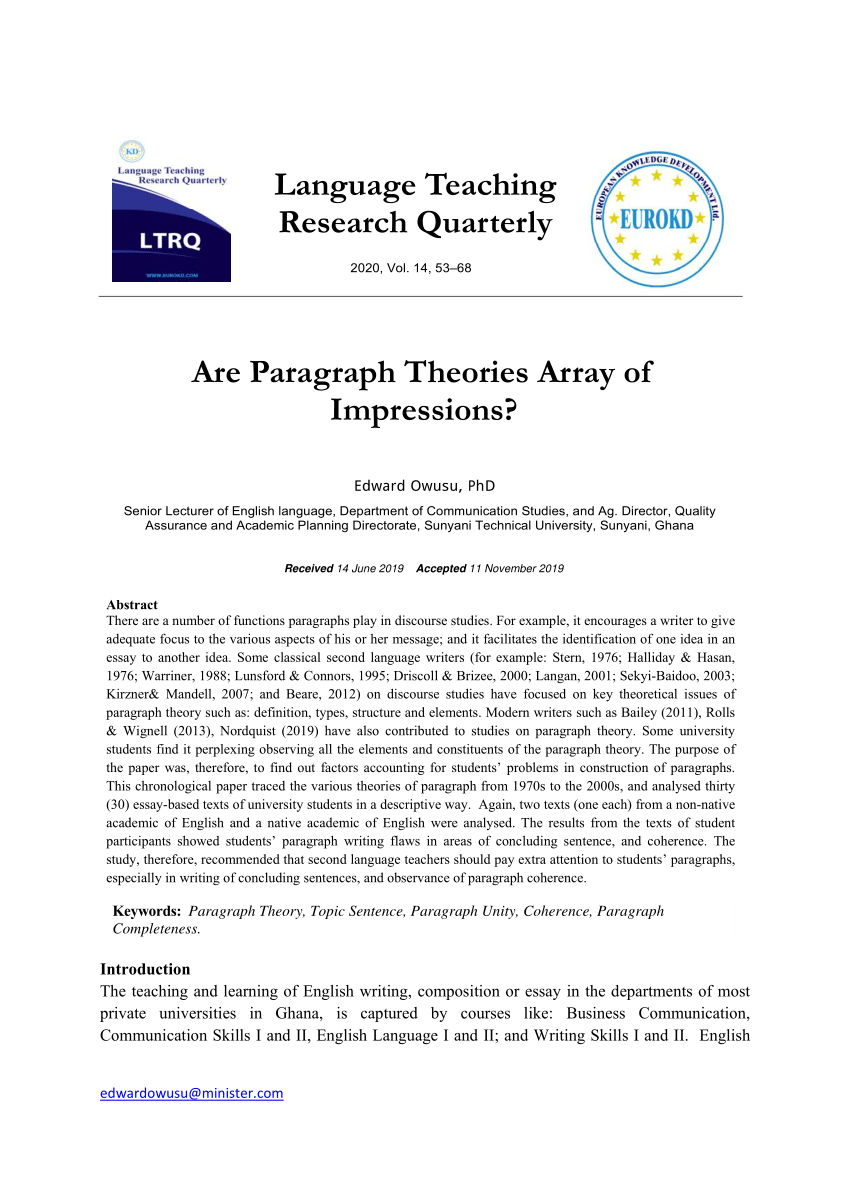 KD
Language Teaching
Research Quarterly
LTRQ
WWW.EUROKD.COM
Language Teaching
Research Quarterly
2020, Vol. 14, 53–68
EUROPEAN KNOWLEDGE DEVELOPMENT Ltd.
EUROKD
Are Paragraph Theories Array of
Impressions?
Edward Owusu, PhD
Senior Lecturer of English language, Department of Communication Studies, and Ag. Director, Quality
Assurance and Academic Planning Directorate, Sunyani Technical University, Sunyani, Ghana
Received 14 June 2019 Accepted 11 November 2019
Abstract
There are a number of functions paragraphs play in discourse studies. For example, it encourages a writer to give
adequate focus to the various aspects of his or her message; and it facilitates the identification of one idea in an
essay to another idea. Some classical second language writers (for example: Stern, 1976; Halliday & Hasan,
1976; Warriner, 1988; Lunsford & Connors, 1995; Driscoll & Brizee, 2000; Langan, 2001; Sekyi-Baidoo, 2003;
Kirzner& Mandell, 2007; and Beare, 2012) on discourse studies have focused on key theoretical issues of
paragraph theory such as: definition, types, structure and elements. Modern writers such as Bailey (2011), Rolls
& Wignell (2013), Nordquist (2019) have also contributed to studies on paragraph theory. Some university
students find it perplexing observing all the elements and constituents of the paragraph theory. The purpose of
the paper was, therefore, to find out factors accounting for students’ problems in construction of paragraphs.
This chronological paper traced the various theories of paragraph from 1970s to the 2000s, and analysed thirty
(30) essay-based texts of university students in a descriptive way. Again, two texts (one each) from a non-native
academic of English and a native academic of English were analysed. The results from the texts of student
participants showed students’ paragraph writing flaws in areas of concluding sentence, and coherence. The
study, therefore, recommended that second language teachers should pay extra attention to students’ paragraphs,
especially in writing of concluding sentences, and observance of paragraph coherence.
Keywords: Paragraph Theory, Topic Sentence, Paragraph Unity, Coherence, Paragraph
Completeness.
Introduction
The teaching and learning of English writing, composition or essay in the departments of most
private universities in Ghana, is captured by courses like: Business Communication,
Communication Skills I and II, English Language I and II; and Writing Skills I and II. English
edwardowusu@minister.com